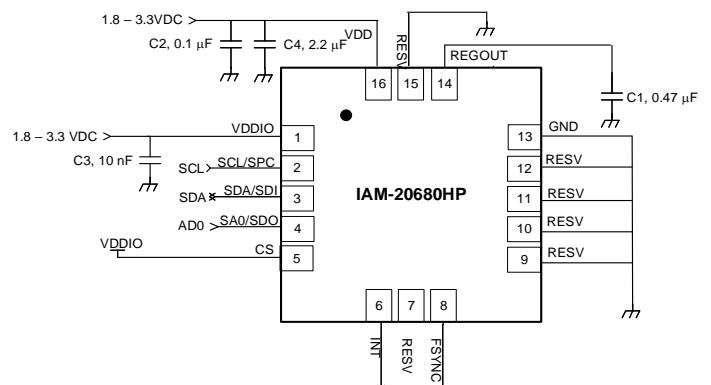 1.8 – 3.3VDC
C2, 0.1 μF
C4, 2.2 μF
VDD
RESV
REGOUT
C1, 0.47 μF
16
15
14
1.8 – 3.3 VDC
C3, 10 nF
VDDIO
1
SCL
SCL/SPC
2
SDA
SDA/SDI
3
AD0
SA0/SDO
4
VDDIO
CS
5
IAM-20680HP
13
GND
12
RESV
11
RESV
10
RESV
9
RESV
6
7
8
INT
RESV
FSYNC